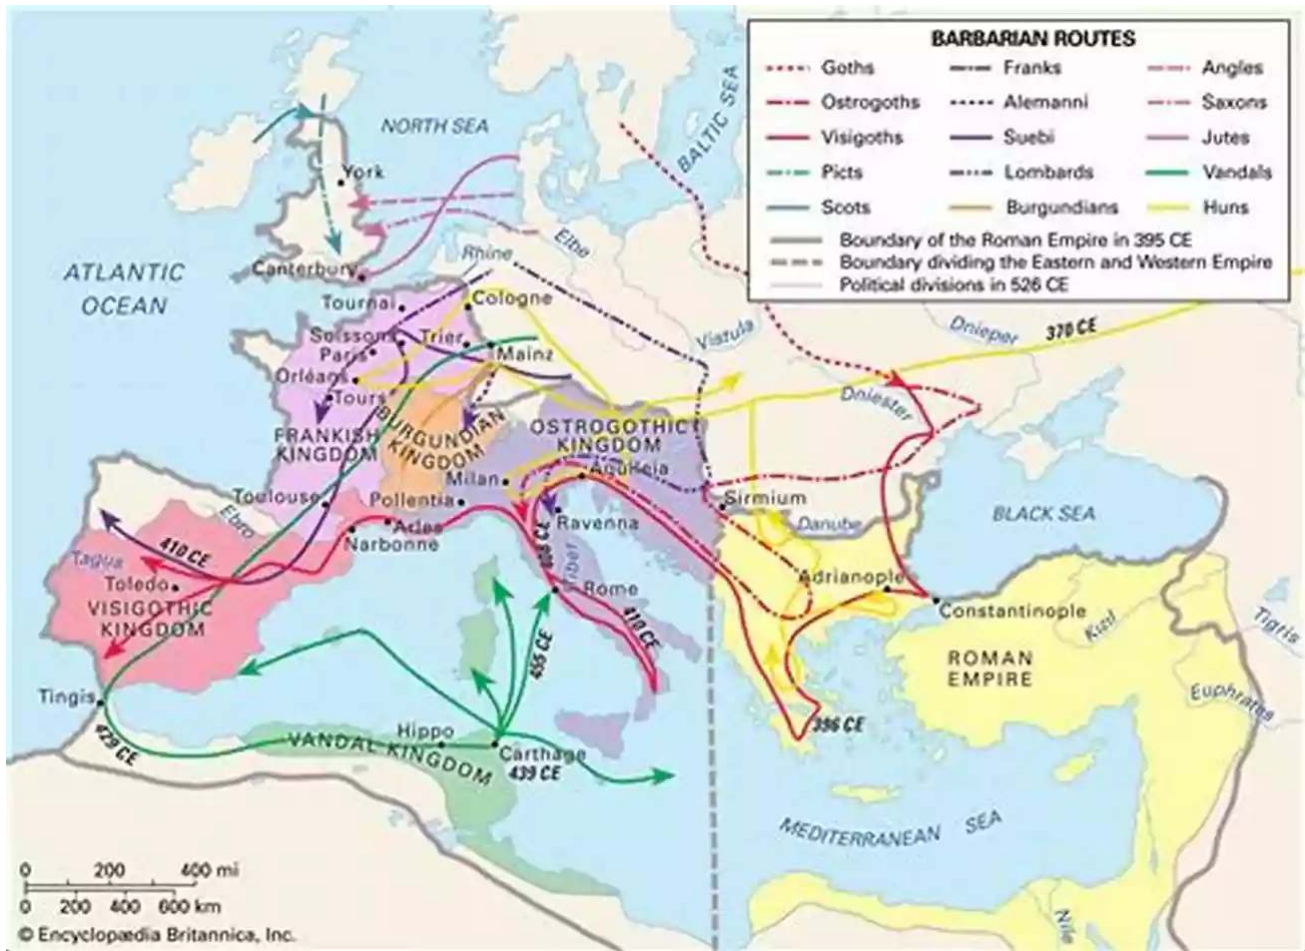 BARBARIAN ROUTES
Goths
Franks
Angles
Ostrogoths
Alemanni
Saxons
Visigoths
Suebi
Jutes
Picts
Lombards
Vandals
Scots
Burgundians
Huns
Boundary of the Roman Empire in 395 CE
Boundary dividing the Eastern and Western Empire
Political divisions in 526 CE
NORTH SEA
BALTIC SEA
York
Elbe
Rhine
ATLANTIC
OCEAN
Canterbury
Tournai
Cologne
Soissons
Trier
Paris
Mainz
Vistula
Dnieper
370 CE
Orléans
Tours
Dniester
BURGUNDIAN
KINGDOM
FRANKISH
KINGDOM
OSTROGOTHIC
KINGDOM
Milan
Aquileia
Toulouse
Pollentia
Sirmium
Ebro
Arles
Ravenna
Danube
BLACK SEA
Narbonne
410 CE
Tagus
408 CE
Tiber
Toledo
Rome
Adrianople
Constantinople
VISIGOTHIC
KINGDOM
410 CE
Kizil
Tigris
455 CE
ROMAN
EMPIRE
Euphrates
Tingis
396 CE
429 CE
Hippo
VANDAL KINGDOM
Carthage
439 CE
MEDITERRANEAN SEA
Nile
0 200 400 mi
0 200 400 600 km
© Encyclopædia Britannica, Inc.